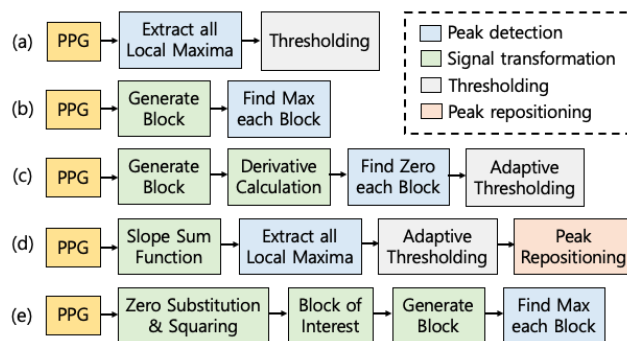 (a) PPG Extract all Local Maxima Thresholding
(b) PPG Generate Block Find Max each Block
(c) PPG Generate Block Derivative Calculation Find Zero each Block Adaptive Thresholding
(d) PPG Slope Sum Function Extract all Local Maxima Adaptive Thresholding Peak Repositioning
(e) PPG Zero Substitution & Squaring Block of Interest Generate Block Find Max each Block
Peak detection
Signal transformation
Thresholding
Peak repositioning